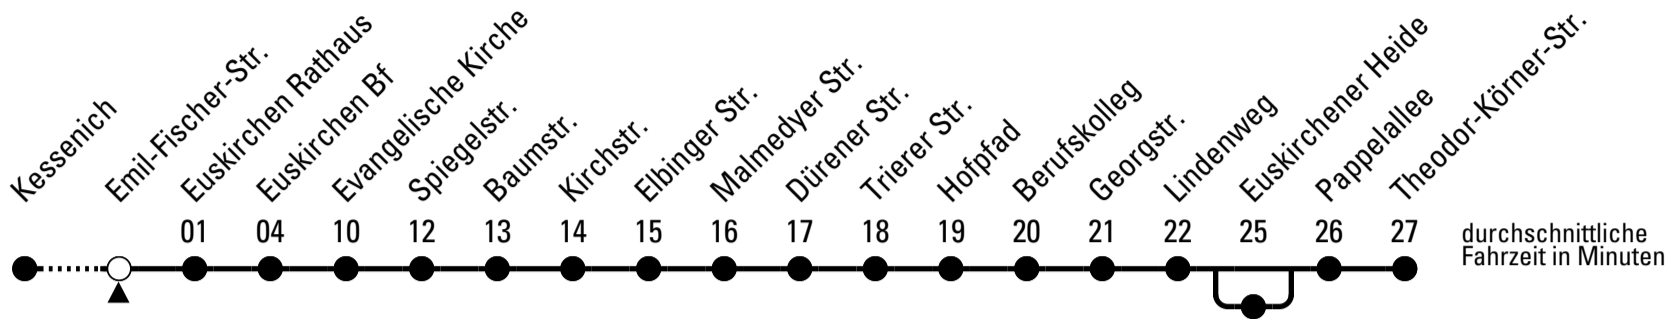 Kessenich
Emil-Fischer-Str.
Euskirchen Rathaus
Euskirchen Bf
Evangelische Kirche
Spiegelstr.
Baumstr.
Kirchstr.
Elbinger Str.
Malmedyer Str.
Dürener Str.
Trierer Str.
Hofpfad
Berufskolleg
Georgstr.
Lindenweg
Euskirchener Heide
Pappelallee
Theodor-Körner-Str.
01 04 10 12 13 14 15 16 17 18 19 20 21 22 25 26 27
durchschnittliche
Fahrzeit in Minuten